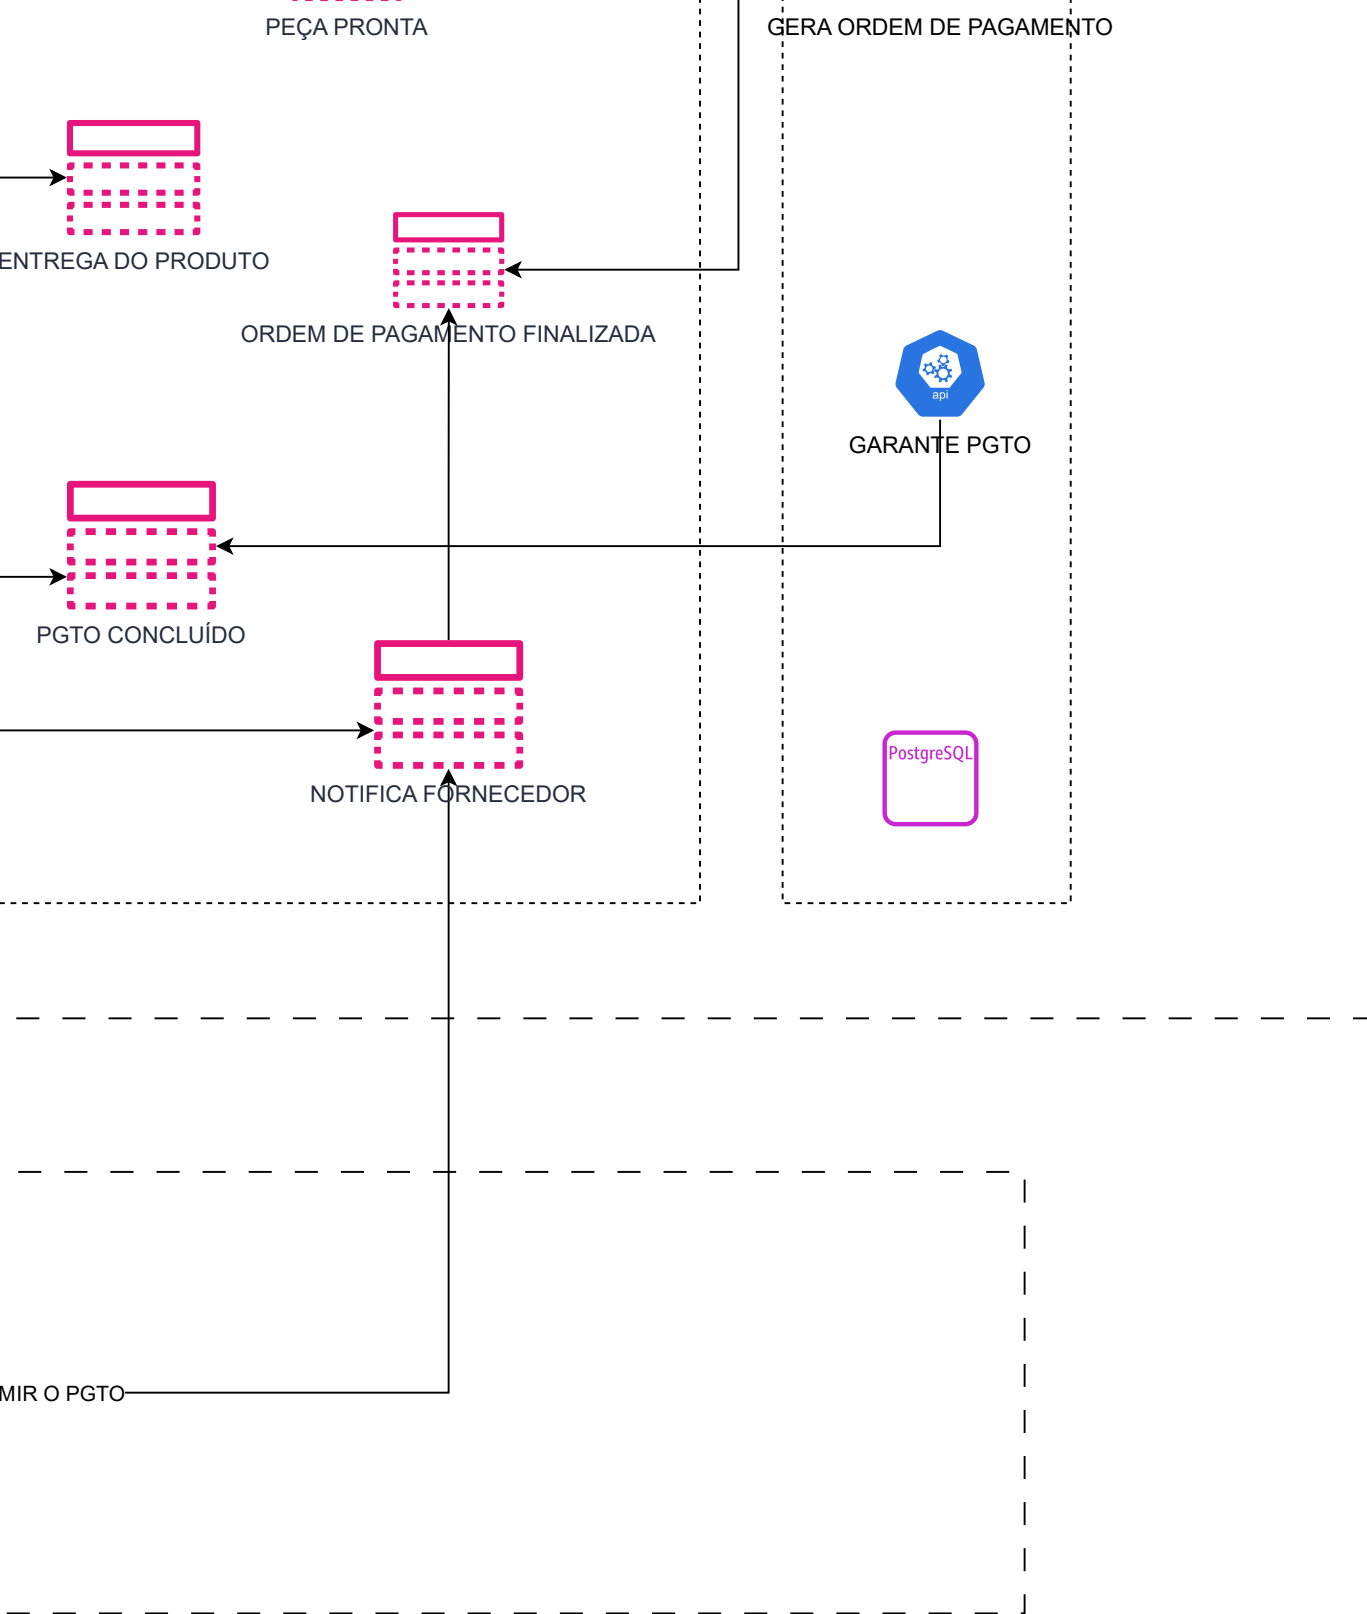 PEÇA PRONTA
GERA ORDEM DE PAGAMENTO
ENTREGA DO PRODUTO
ORDEM DE PAGAMENTO FINALIZADA
api
GARANTE PGTO
PGTO CONCLUÍDO
PostgreSQL
NOTIFICA FORNECEDOR
MIR O PGTO